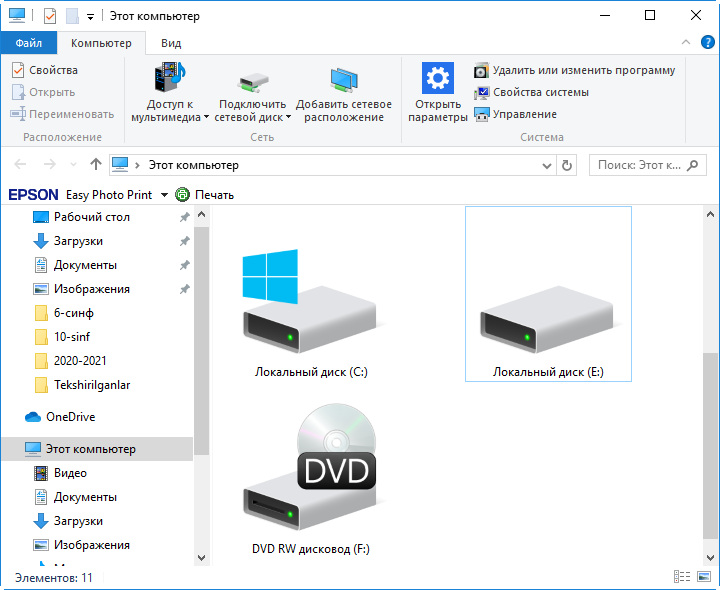 Этот компьютер
Файл
Компьютер
Вид
Свойства
Открыть
Переименовать
Расположение
Доступ к
мультимедиа
Подключить
сетевой диск
Добавить сетевое
расположение
Сеть
Открыть
параметры
Удалить или изменить программу
Свойства системы
Управление
Система
Этот компьютер
Поиск: Этот к...
EPSON Easy Photo Print
Печать
Рабочий стол
Загрузки
Документы
Изображения
6-синф
10-sinf
2020-2021
Tekshirilganlar
OneDrive
Этот компьютер
Видео
Документы
Загрузки
Изображения
Локальный диск (C:)
Локальный диск (E:)
DVD
DVD RW дисковод (F:)
Элементов: 11